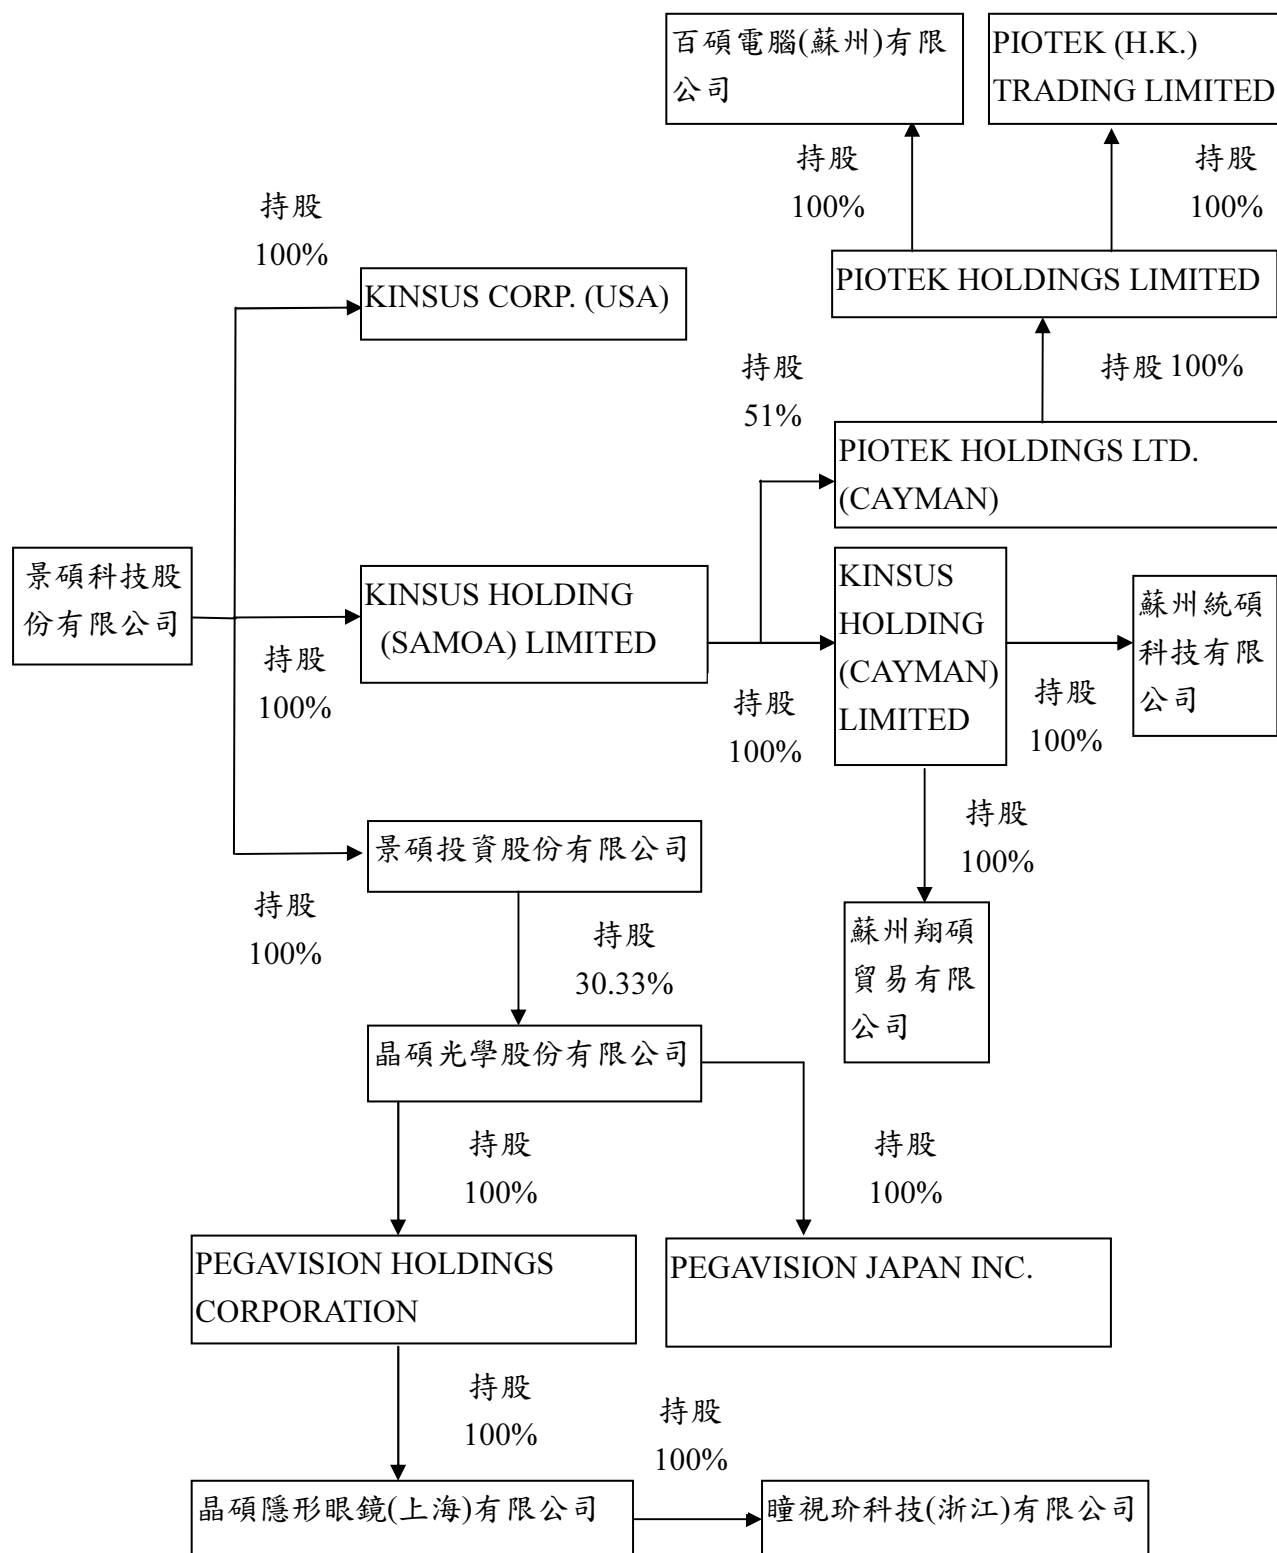 百碩電腦(蘇州)有限
公司
PIOTEK (H.K.)
TRADING LIMITED
持股
100%
持股
100%
持股
100%
PIOTEK HOLDINGS LIMITED
KINSUS CORP. (USA)
持股
51%
持股 100%
PIOTEK HOLDINGS LTD.
(CAYMAN)
景碩科技股
份有限公司
KINSUS HOLDING
(SAMOA) LIMITED
KINSUS
HOLDING
(CAYMAN)
LIMITED
蘇州統碩
科技有限
公司
持股
100%
持股
100%
持股
100%
景碩投資股份有限公司
持股
100%
持股
100%
持股
30.33%
蘇州翔碩
貿易有限
公司
晶碩光學股份有限公司
持股
100%
持股
100%
PEGAVISION HOLDINGS
CORPORATION
PEGAVISION JAPAN INC.
持股
100%
持股
100%
晶碩隱形眼鏡(上海)有限公司
瞳視玠科技(浙江)有限公司